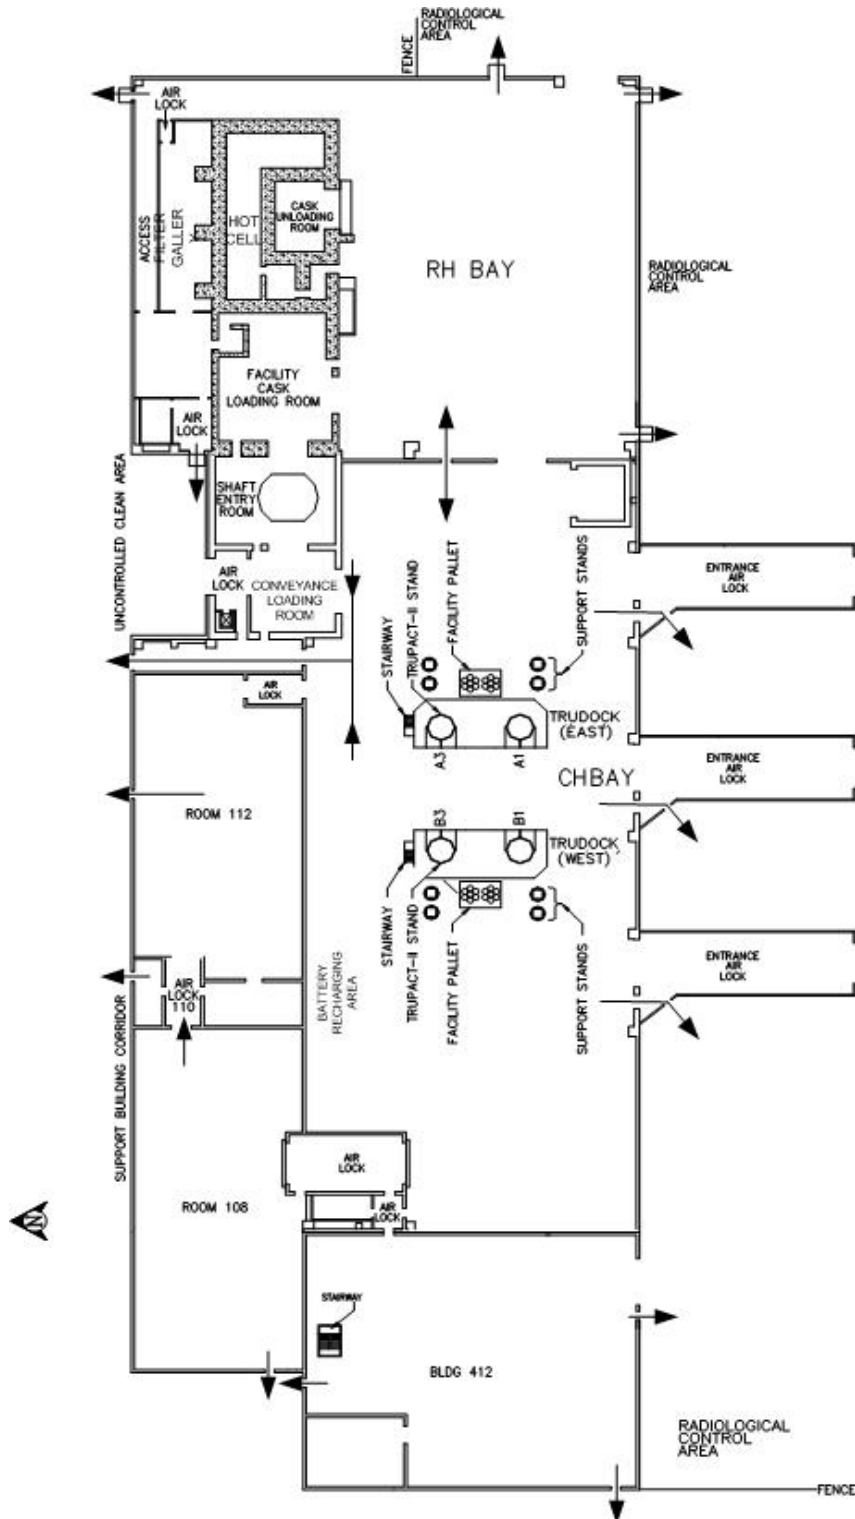 RADIOLOGICAL
CONTROL
AREA
FENCE
AIR
LOCK
ACCESS
FILTER
GALLER
HOT
CELL
CASK
UNLOADING
ROOM
RH BAY
RADIOLOGICAL
CONTROL
AREA
FACILITY
CASK
LOADING ROOM
AIR
LOCK
UNCONTROLLED CLEAN AREA
SHAFT
ENTRY
ROOM
AIR
LOCK
CONVEYANCE
LOADING
ROOM
STAIRWAY
TRUPACT-II STAND
FACILITY PALLET
SUPPORT STANDS
ENTRANCE
AIR
LOCK
AIR
LOCK
A3
A1
TRUDOCK
(EAST)
CHBAY
ENTRANCE
AIR
LOCK
ROOM 112
B3
B1
TRUDOCK
(WEST)
STAIRWAY
TRUPACT-II STAND
FACILITY PALLET
SUPPORT STANDS
ENTRANCE
AIR
LOCK
BATTERY
RECHARGING
AREA
AIR
LOCK
110
SUPPORT BUILDING CORRIDOR
AIR
LOCK
ROOM 108
AIR
LOCK
N
STAIRWAY
BLDG 412
RADIOLOGICAL
CONTROL
AREA
FENCE